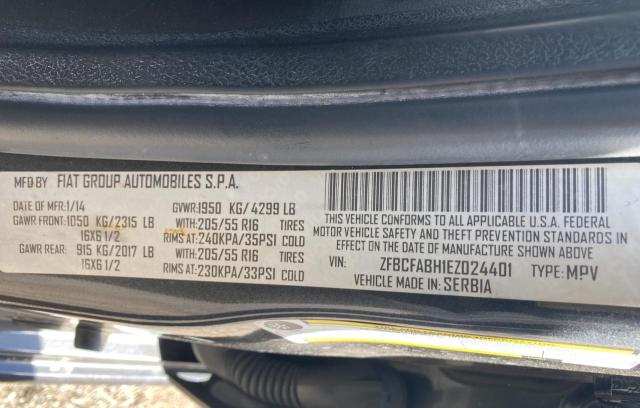 MFD BY FIAT GROUP AUTOMOBILES S.P.A.
DATE OF MFR:1/14 GVWR:1950 KG/4299 LB
GAWR FRONT:1050 KG/2315 LB WITH:205/55 R16 TIRES
16X6 1/2 RIMS AT:240KPA/35PSI COLD
GAWR REAR: 915 KG/2017 LB WITH:205/55 R16 TIRES
16X6 1/2 RIMS AT:230KPA/33PSI COLD
THIS VEHICLE CONFORMS TO ALL APPLICABLE U.S.A. FEDERAL
MOTOR VEHICLE SAFETY AND THEFT PREVENTION STANDARDS IN
EFFECT ON THE DATE OF MANUFACTURE SHOWN ABOVE
VIN: ZFBCFABH1EZ024401 TYPE: MPV
VEHICLE MADE IN: SERBIA